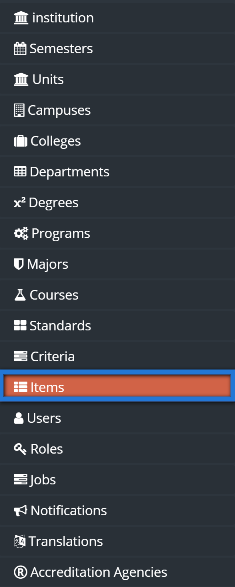 institution
Semesters
Units
Campuses
Colleges
Departments
x² Degrees
Programs
Majors
Courses
Standards
Criteria
Items
Users
Roles
Jobs
Notifications
Translations
® Accreditation Agencies